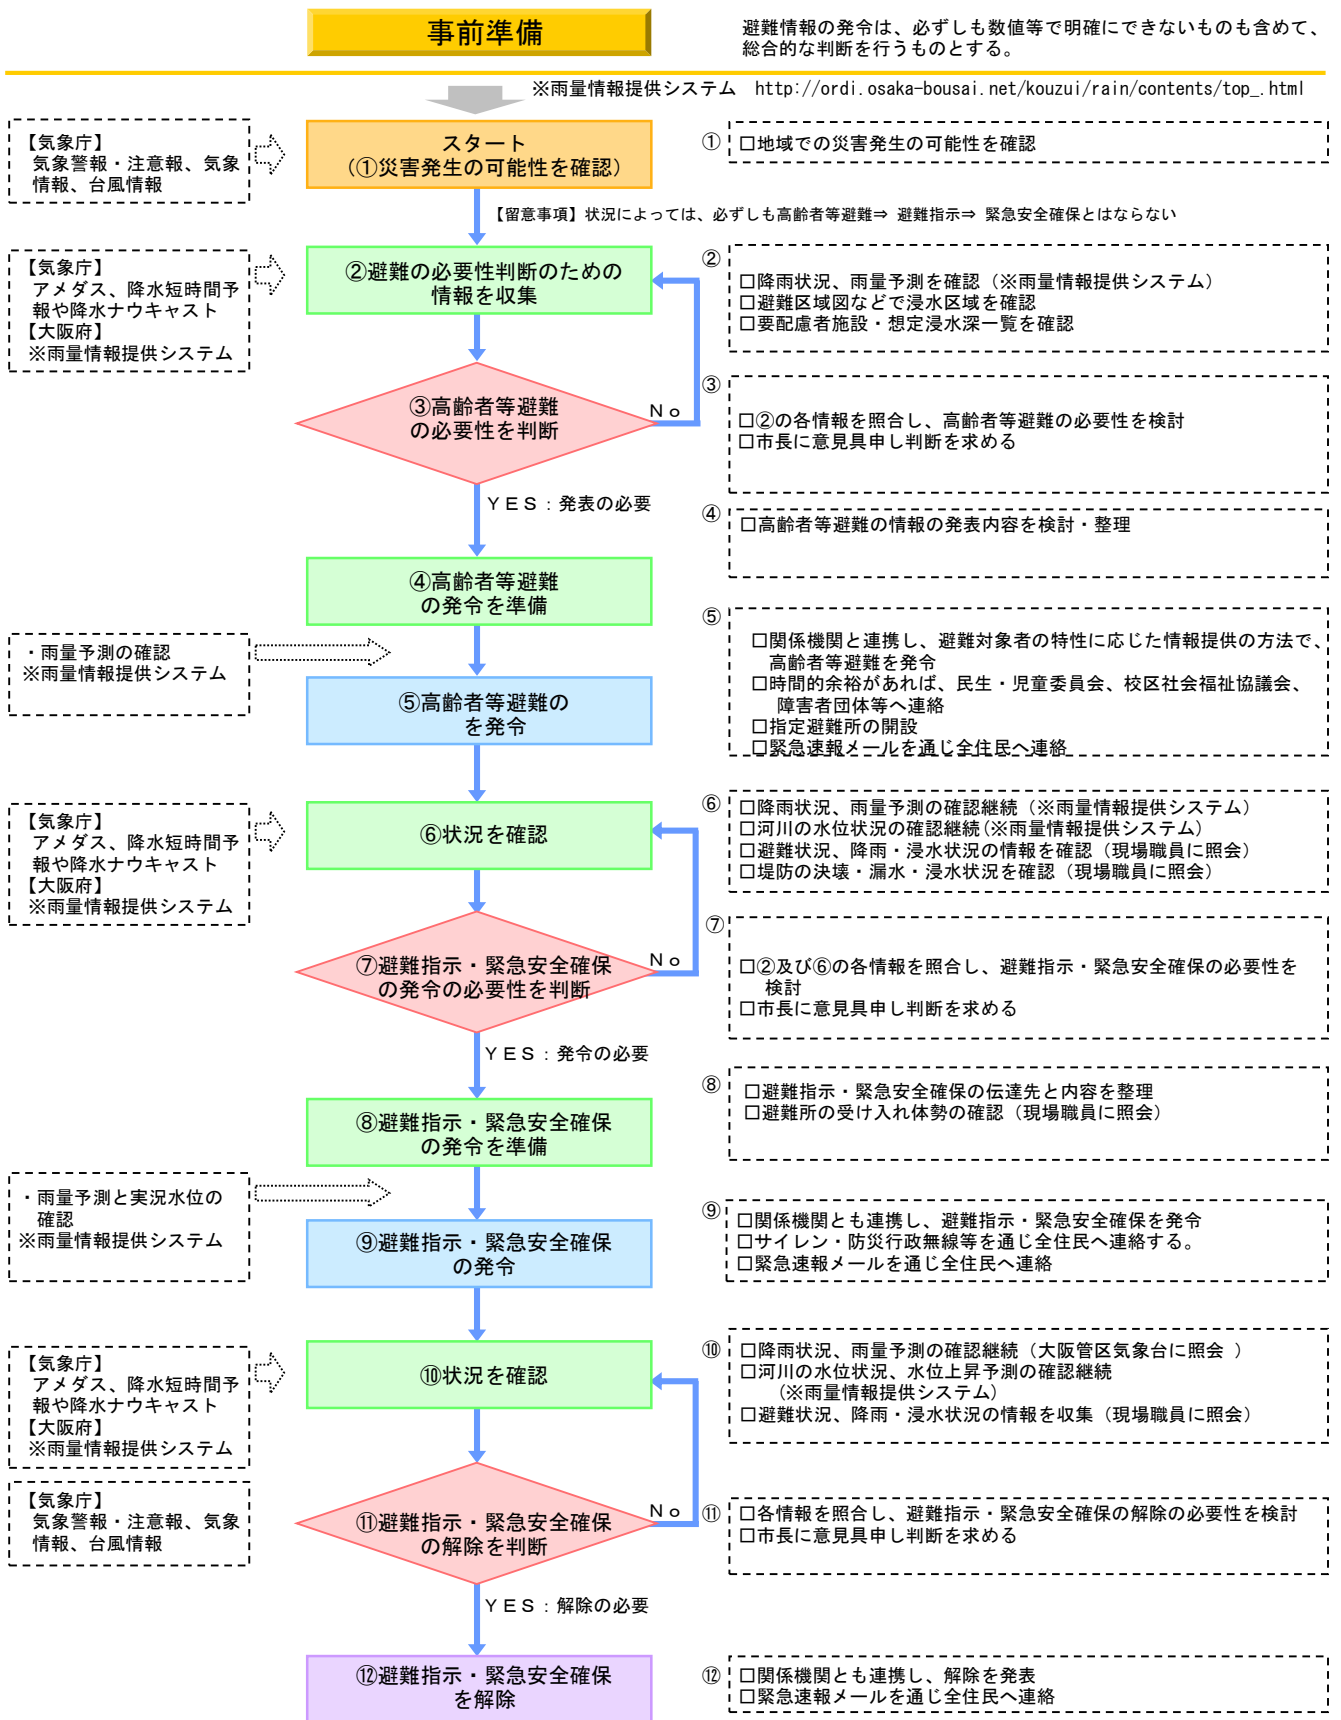 事前準備
避難情報の発令は、必ずしも数値等で明確にできないものも含めて、
総合的な判断を行うものとする。
※雨量情報提供システム　http://ordi.osaka-bousai.net/kouzui/rain/contents/top_.html
【気象庁】
気象警報・注意報、気象
情報、台風情報
スタート
（①災害発生の可能性を確認）
①
□地域での災害発生の可能性を確認
【留意事項】状況によっては、必ずしも高齢者等避難⇒ 避難指示⇒ 緊急安全確保とはならない
【気象庁】
アメダス、降水短時間予
報や降水ナウキャスト
【大阪府】
※雨量情報提供システム
②避難の必要性判断のための
情報を収集
②
□降雨状況、雨量予測を確認（※雨量情報提供システム）
□避難区域図などで浸水区域を確認
□要配慮者施設・想定浸水深一覧を確認
③高齢者等避難
の必要性を判断
Ｎｏ
③
□②の各情報を照合し、高齢者等避難の必要性を検討
□市長に意見具申し判断を求める
ＹＥＳ：発表の必要
④高齢者等避難
の発令を準備
④
□高齢者等避難の情報の発表内容を検討・整理
・雨量予測の確認
※雨量情報提供システム
⑤高齢者等避難の
を発令
⑤
□関係機関と連携し、避難対象者の特性に応じた情報提供の方法で、
高齢者等避難を発令
□時間的余裕があれば、民生・児童委員会、校区社会福祉協議会、
障害者団体等へ連絡
□指定避難所の開設
□緊急速報メールを通じ全住民へ連絡
【気象庁】
アメダス、降水短時間予
報や降水ナウキャスト
【大阪府】
※雨量情報提供システム
⑥状況を確認
⑥
□降雨状況、雨量予測の確認継続（※雨量情報提供システム）
□河川の水位状況の確認継続(※雨量情報提供システム）
□避難状況、降雨・浸水状況の情報を確認（現場職員に照会）
□堤防の決壊・漏水・浸水状況を確認（現場職員に照会）
⑦避難指示・緊急安全確保
の発令の必要性を判断
Ｎｏ
⑦
□②及び⑥の各情報を照合し、避難指示・緊急安全確保の必要性を
検討
□市長に意見具申し判断を求める
ＹＥＳ：発令の必要
⑧避難指示・緊急安全確保
の発令を準備
⑧
□避難指示・緊急安全確保の伝達先と内容を整理
□避難所の受け入れ体勢の確認（現場職員に照会）
・雨量予測と実況水位の
確認
※雨量情報提供システム
⑨避難指示・緊急安全確保
の発令
⑨
□関係機関とも連携し、避難指示・緊急安全確保を発令
□サイレン・防災行政無線等を通じ全住民へ連絡する。
□緊急速報メールを通じ全住民へ連絡
【気象庁】
アメダス、降水短時間予
報や降水ナウキャスト
【大阪府】
※雨量情報提供システム
⑩状況を確認
⑩
□降雨状況、雨量予測の確認継続（大阪管区気象台に照会 ）
□河川の水位状況、水位上昇予測の確認継続
（※雨量情報提供システム）
□避難状況、降雨・浸水状況の情報を収集（現場職員に照会）
【気象庁】
気象警報・注意報、気象
情報、台風情報
⑪避難指示・緊急安全確保
の解除を判断
Ｎｏ
⑪
□各情報を照合し、避難指示・緊急安全確保の解除の必要性を検討
□市長に意見具申し判断を求める
ＹＥＳ：解除の必要
⑫避難指示・緊急安全確保
を解除
⑫
□関係機関とも連携し、解除を発表
□緊急速報メールを通じ全住民へ連絡